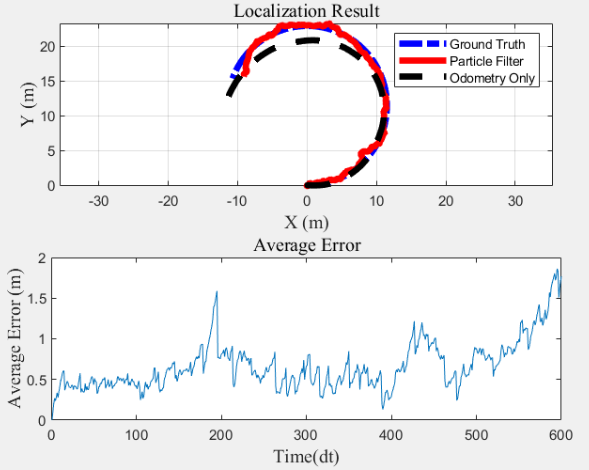 Localization Result
Ground Truth
Particle Filter
Odometry Only
Y (m)
20
15
10
5
0
-30 -20 -10 0 10 20 30
X (m)
Average Error
Average Error (m)
2
1.5
1
0.5
0
0 100 200 300 400 500 600
Time(dt)